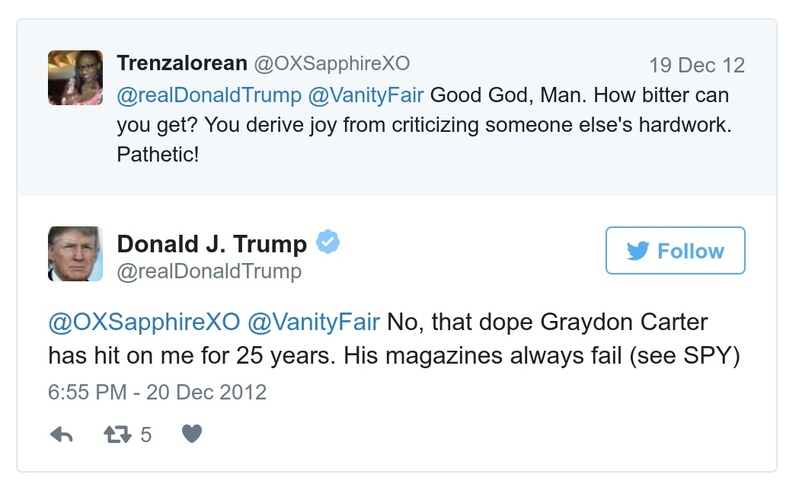 Trenzalorean @OXSapphireXO 19 Dec 12
@realDonaldTrump @VanityFair Good God, Man. How bitter can
you get? You derive joy from criticizing someone else's hardwork.
Pathetic!
Donald J. Trump
@realDonaldTrump
Follow
@OXSapphireXO @VanityFair No, that dope Graydon Carter
has hit on me for 25 years. His magazines always fail (see SPY)
6:55 PM - 20 Dec 2012
5